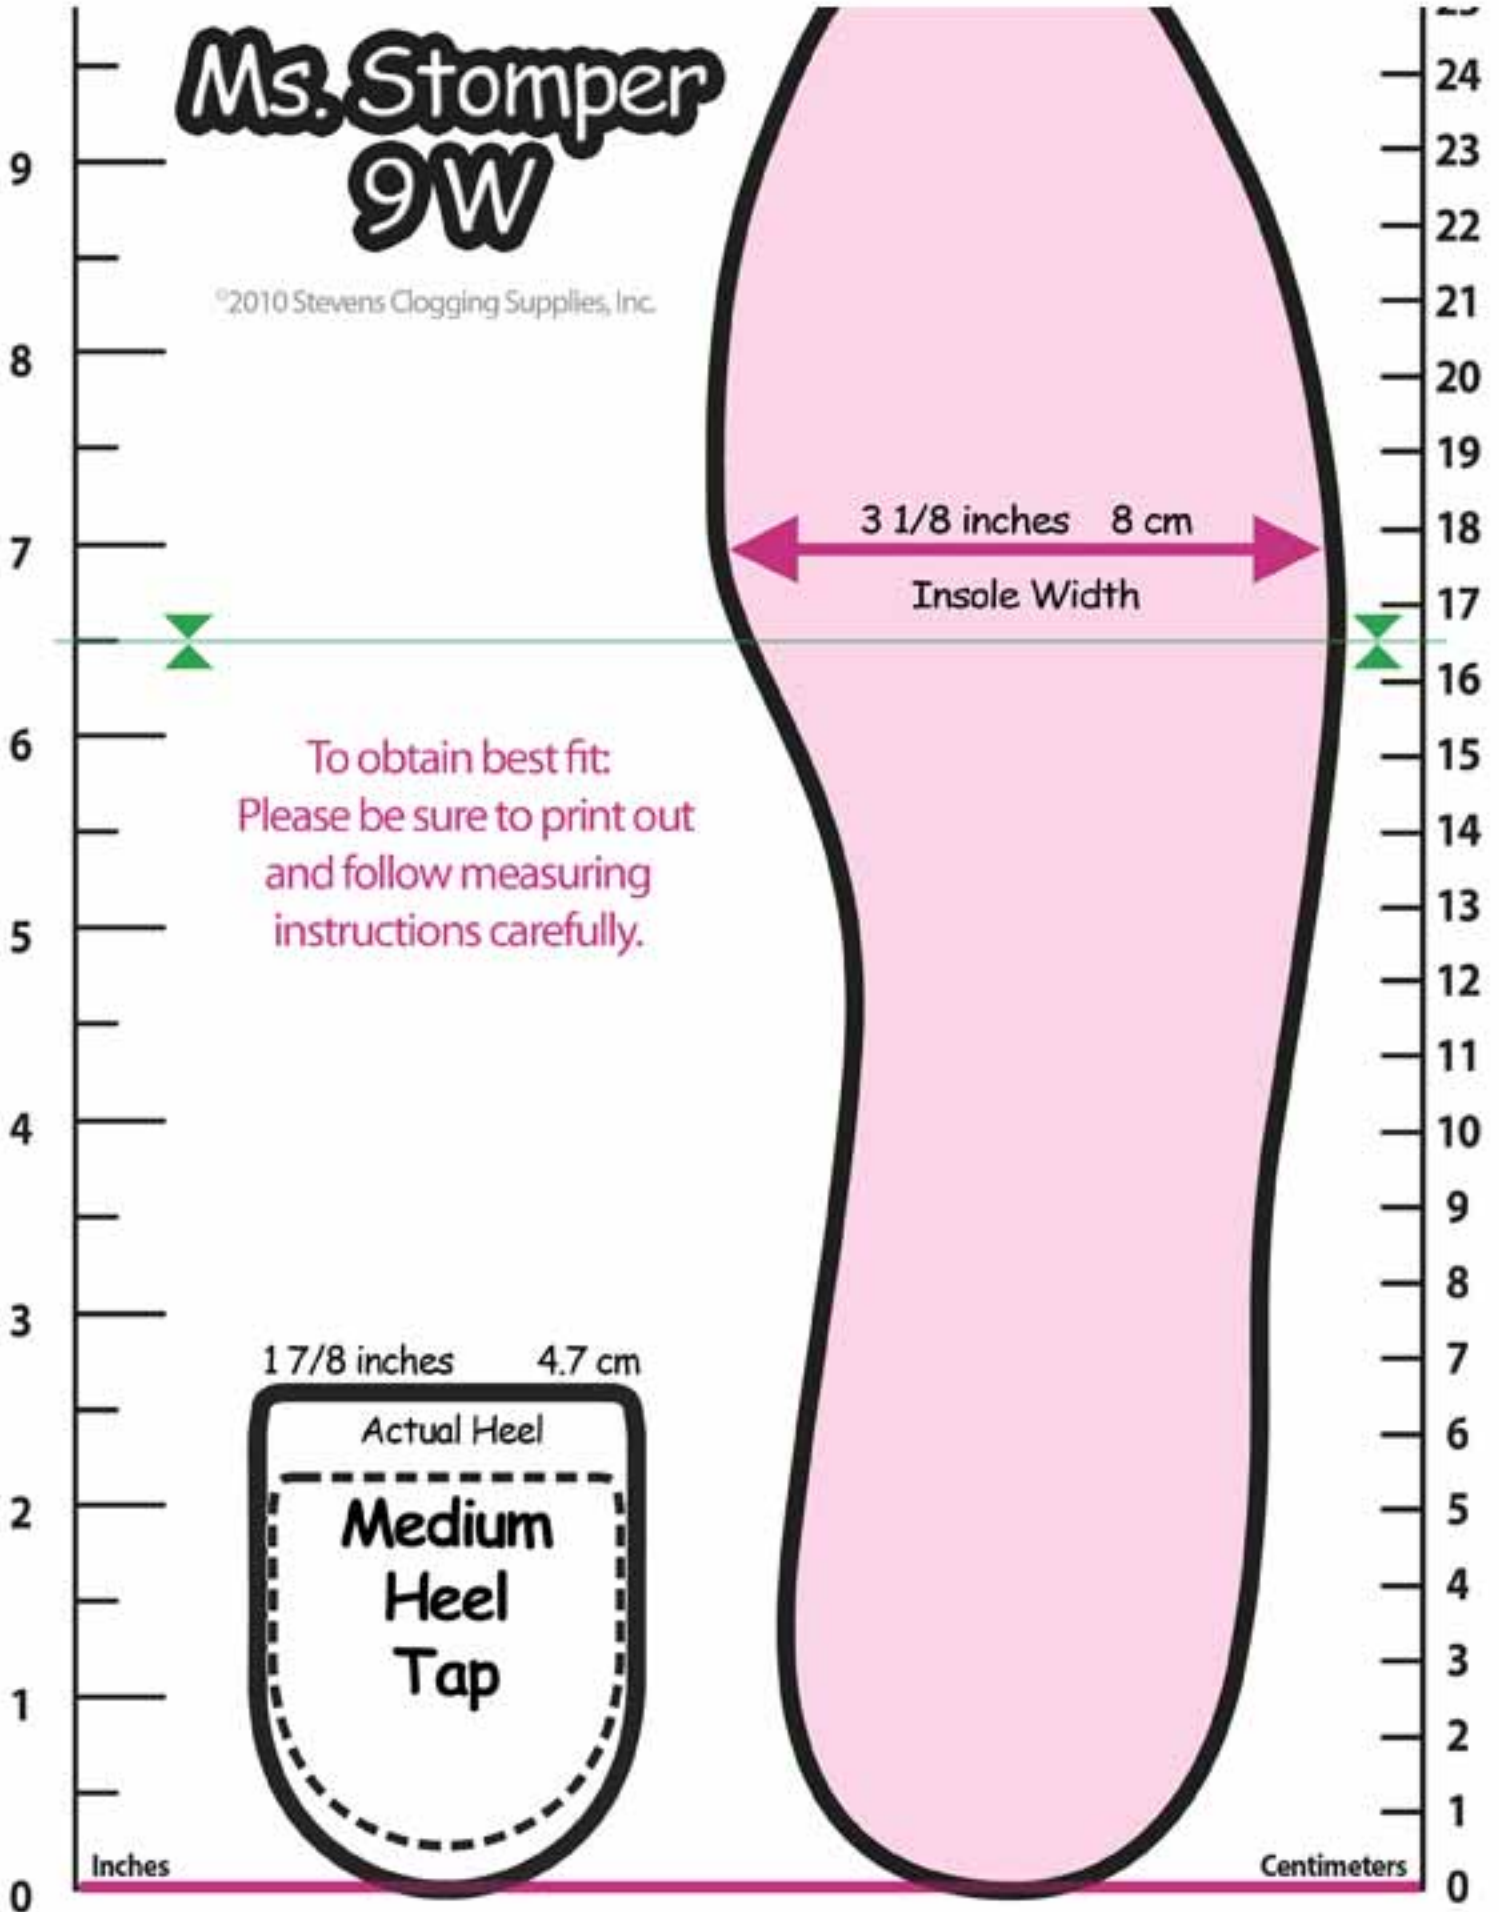 Ms. Stomper
9W
©2010 Stevens Clogging Supplies, Inc.
3 1/8 inches 8 cm
Insole Width
To obtain best fit:
Please be sure to print out
and follow measuring
instructions carefully.
1 7/8 inches 4.7 cm
Actual Heel
Medium
Heel
Tap
Inches
Centimeters
9
8
7
6
5
4
3
2
1
0
24
23
22
21
20
19
18
17
16
15
14
13
12
11
10
9
8
7
6
5
4
3
2
1
0